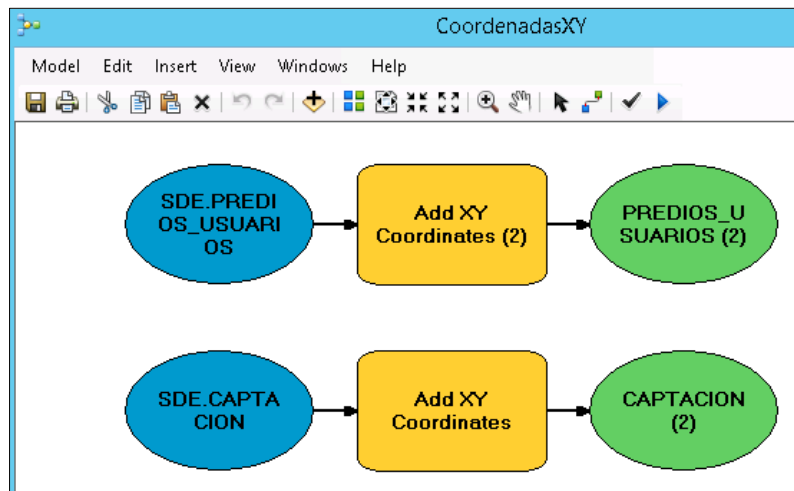 CoordenadasXY
Model Edit Insert View Windows Help
SDE.PREDI
OS_USUARI
OS
Add XY
Coordinates (2)
PREDIOS_U
SUARIOS (2)
SDE.CAPTA
CION
Add XY
Coordinates
CAPTACION
(2)